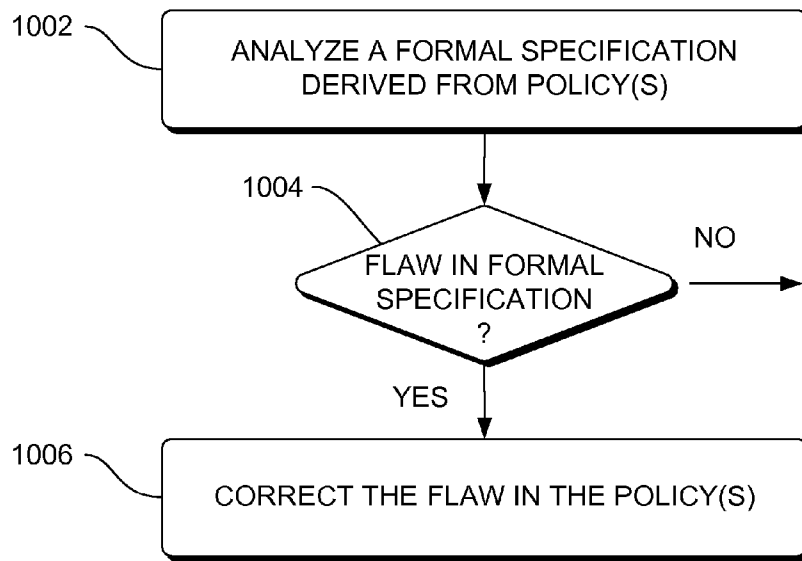 1002
ANALYZE A FORMAL SPECIFICATION
DERIVED FROM POLICY(S)
1004
FLAW IN FORMAL
SPECIFICATION
?
NO
YES
1006
CORRECT THE FLAW IN THE POLICY(S)